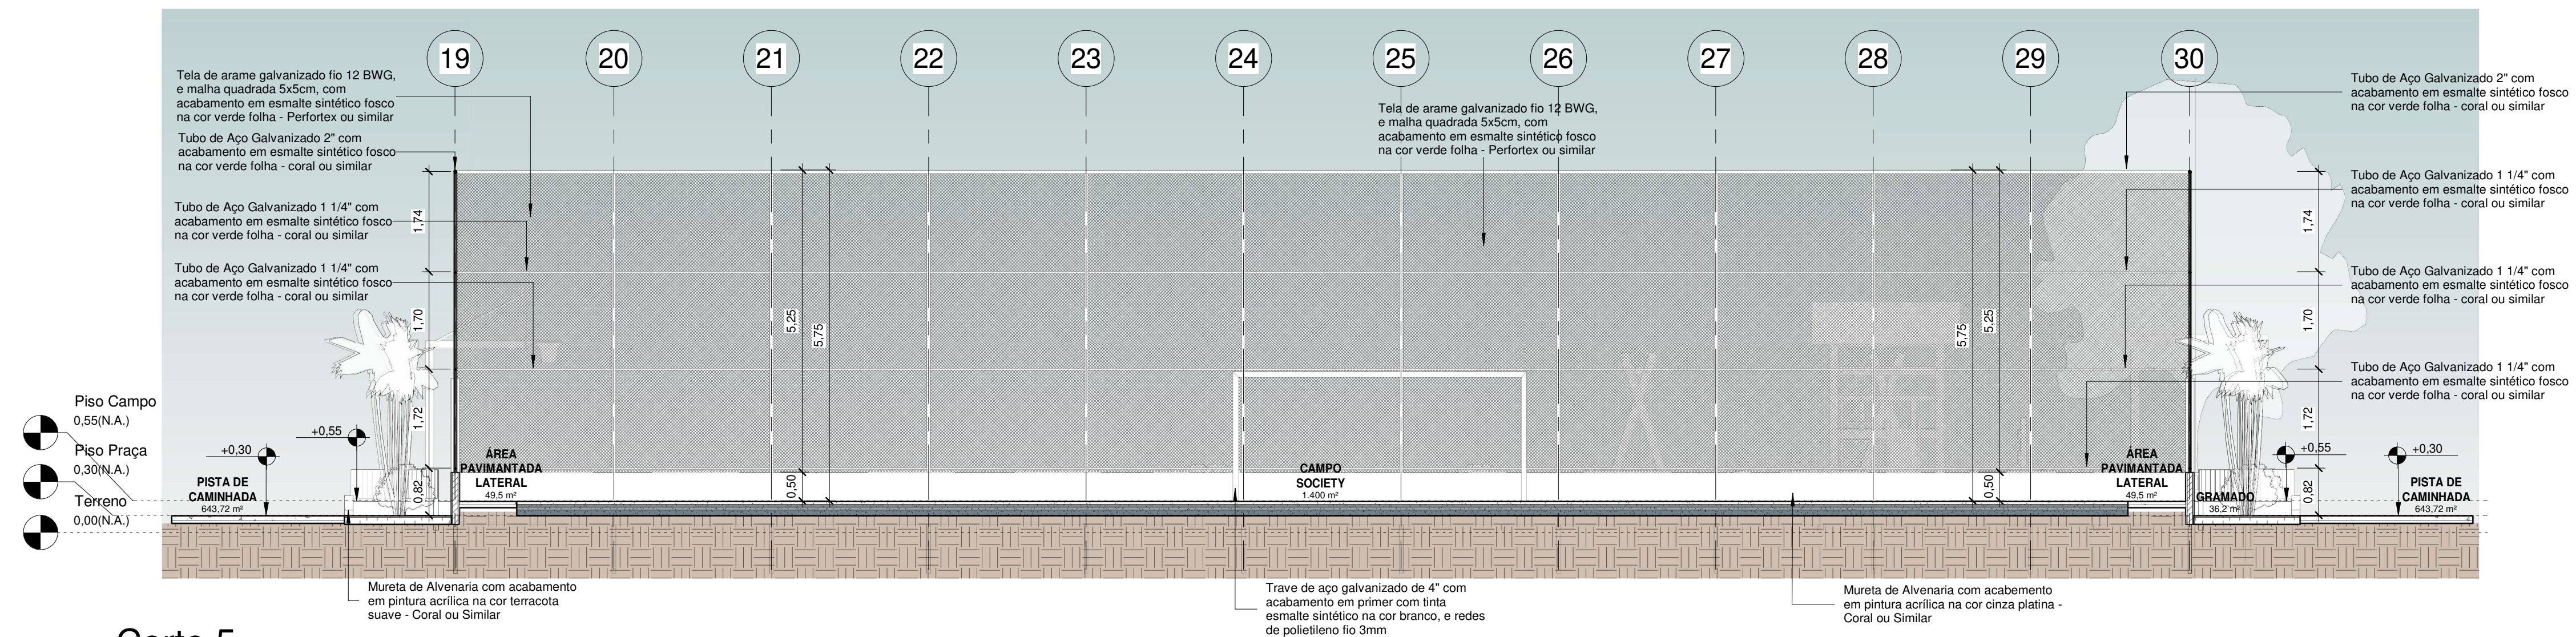 19
20
21
22
23
24
25
26
27
28
29
30
Tela de arame galvanizado fio 12 BWG,
e malha quadrada 5x5cm, com
acabamento em esmalte sintético fosco
na cor verde folha - Perfortex ou similar
Tubo de Aço Galvanizado 2" com
acabamento em esmalte sintético fosco
na cor verde folha - coral ou similar
Tubo de Aço Galvanizado 1 1/4" com
acabamento em esmalte sintético fosco
na cor verde folha - coral ou similar
Tubo de Aço Galvanizado 1 1/4" com
acabamento em esmalte sintético fosco
na cor verde folha - coral ou similar
Tela de arame galvanizado fio 12 BWG,
e malha quadrada 5x5cm, com
acabamento em esmalte sintético fosco
na cor verde folha - Perfortex ou similar
Tubo de Aço Galvanizado 2" com
acabamento em esmalte sintético fosco
na cor verde folha - coral ou similar
Tubo de Aço Galvanizado 1 1/4" com
acabamento em esmalte sintético fosco
na cor verde folha - coral ou similar
Tubo de Aço Galvanizado 1 1/4" com
acabamento em esmalte sintético fosco
na cor verde folha - coral ou similar
Tubo de Aço Galvanizado 1 1/4" com
acabamento em esmalte sintético fosco
na cor verde folha - coral ou similar
1,74
1,70
1,72
0,82
5,25
5,75
0,50
5,75
5,25
0,50
1,74
1,70
1,72
0,82
Piso Campo
0,55(N.A.)
Piso Praça
0,30(N.A.)
Terreno
0,00(N.A.)
+0,30
+0,55
PISTA DE
CAMINHADA
643,72 m²
ÁREA
PAVIMANTADA
LATERAL
49,5 m²
CAMPO
SOCIETY
1.400 m²
ÁREA
PAVIMANTADA
LATERAL
49,5 m²
GRAMADO
36,2 m²
+0,55
+0,30
PISTA DE
CAMINHADA
643,72 m²
Mureta de Alvenaria com acabamento
em pintura acrílica na cor terracota
suave - Coral ou Similar
Trave de aço galvanizado de 4" com
acabamento em primer com tinta
esmalte sintético na cor branco, e redes
de polietileno fio 3mm
Mureta de Alvenaria com acabemento
em pintura acrílica na cor cinza platina -
Coral ou Similar
Corte 5